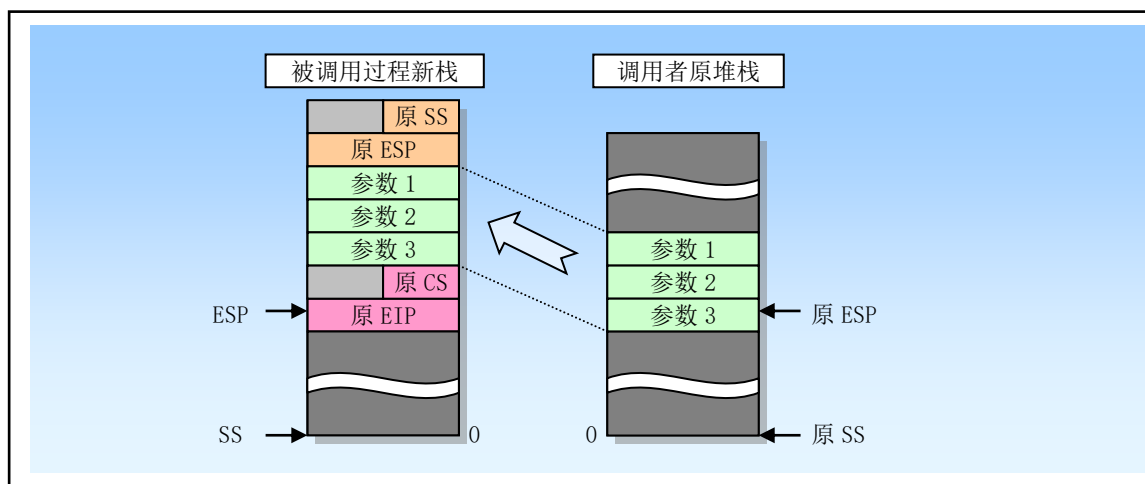 被调用过程新栈
调用者原堆栈
原 SS
原 ESP
参数 1
参数 2
参数 3
原 CS
原 EIP
ESP
SS
0
参数 1
参数 2
参数 3
原 ESP
0
原 SS